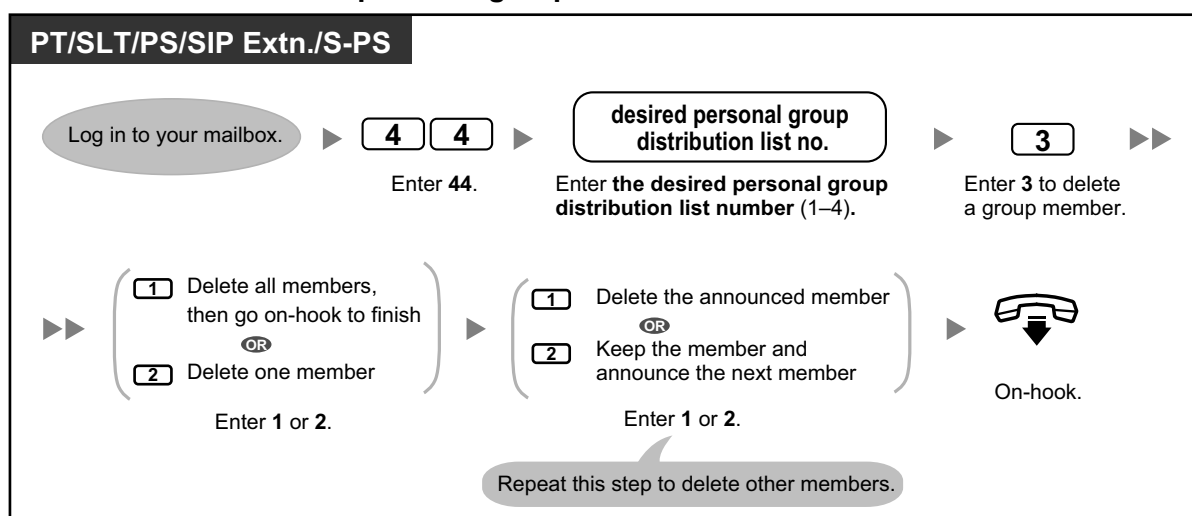 PT/SLT/PS/SIP Extn./S-PS
Log in to your mailbox.
4 4
Enter 44.
desired personal group
distribution list no.
Enter the desired personal group
distribution list number (1–4).
3
Enter 3 to delete
a group member.
1 Delete all members,
then go on-hook to finish
OR
2 Delete one member
Enter 1 or 2.
1 Delete the announced member
OR
2 Keep the member and
announce the next member
Enter 1 or 2.
Repeat this step to delete other members.
On-hook.